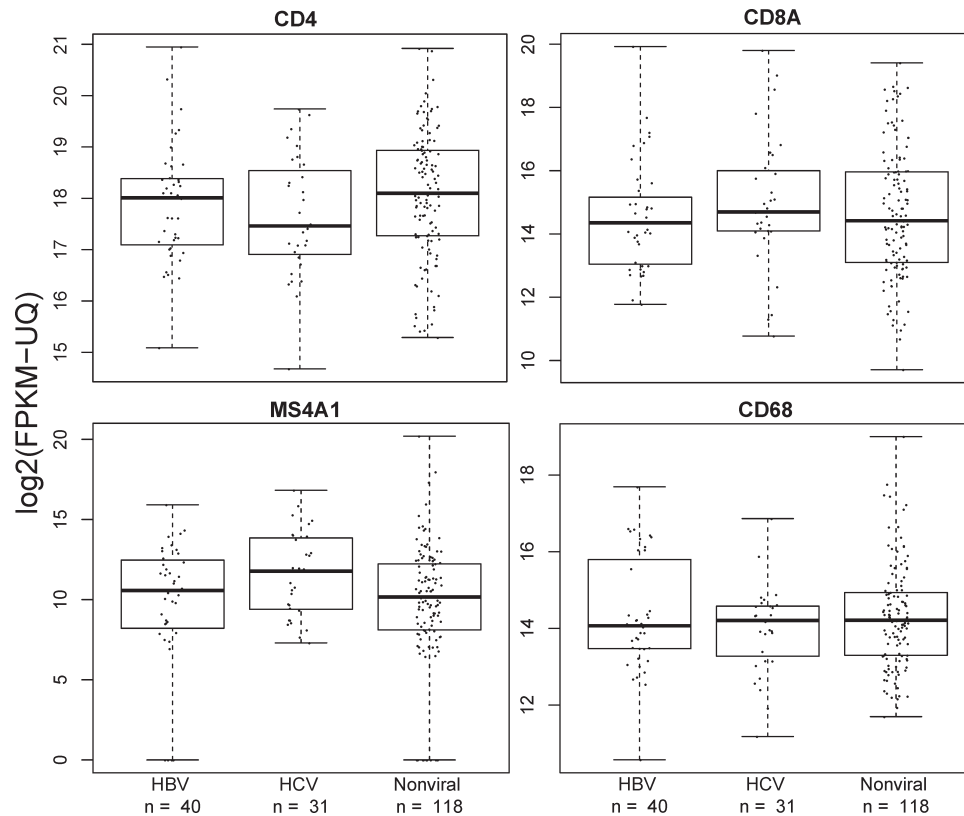 CD4
CD8A
21
20
19
18
17
16
15
20
18
16
14
12
10
log2(FPKM−UQ)
MS4A1
CD68
20
15
10
5
0
18
16
14
12
HBV
HCV
Nonviral
HBV
HCV
Nonviral
n = 40
n = 31
n = 118
n = 40
n = 31
n = 118